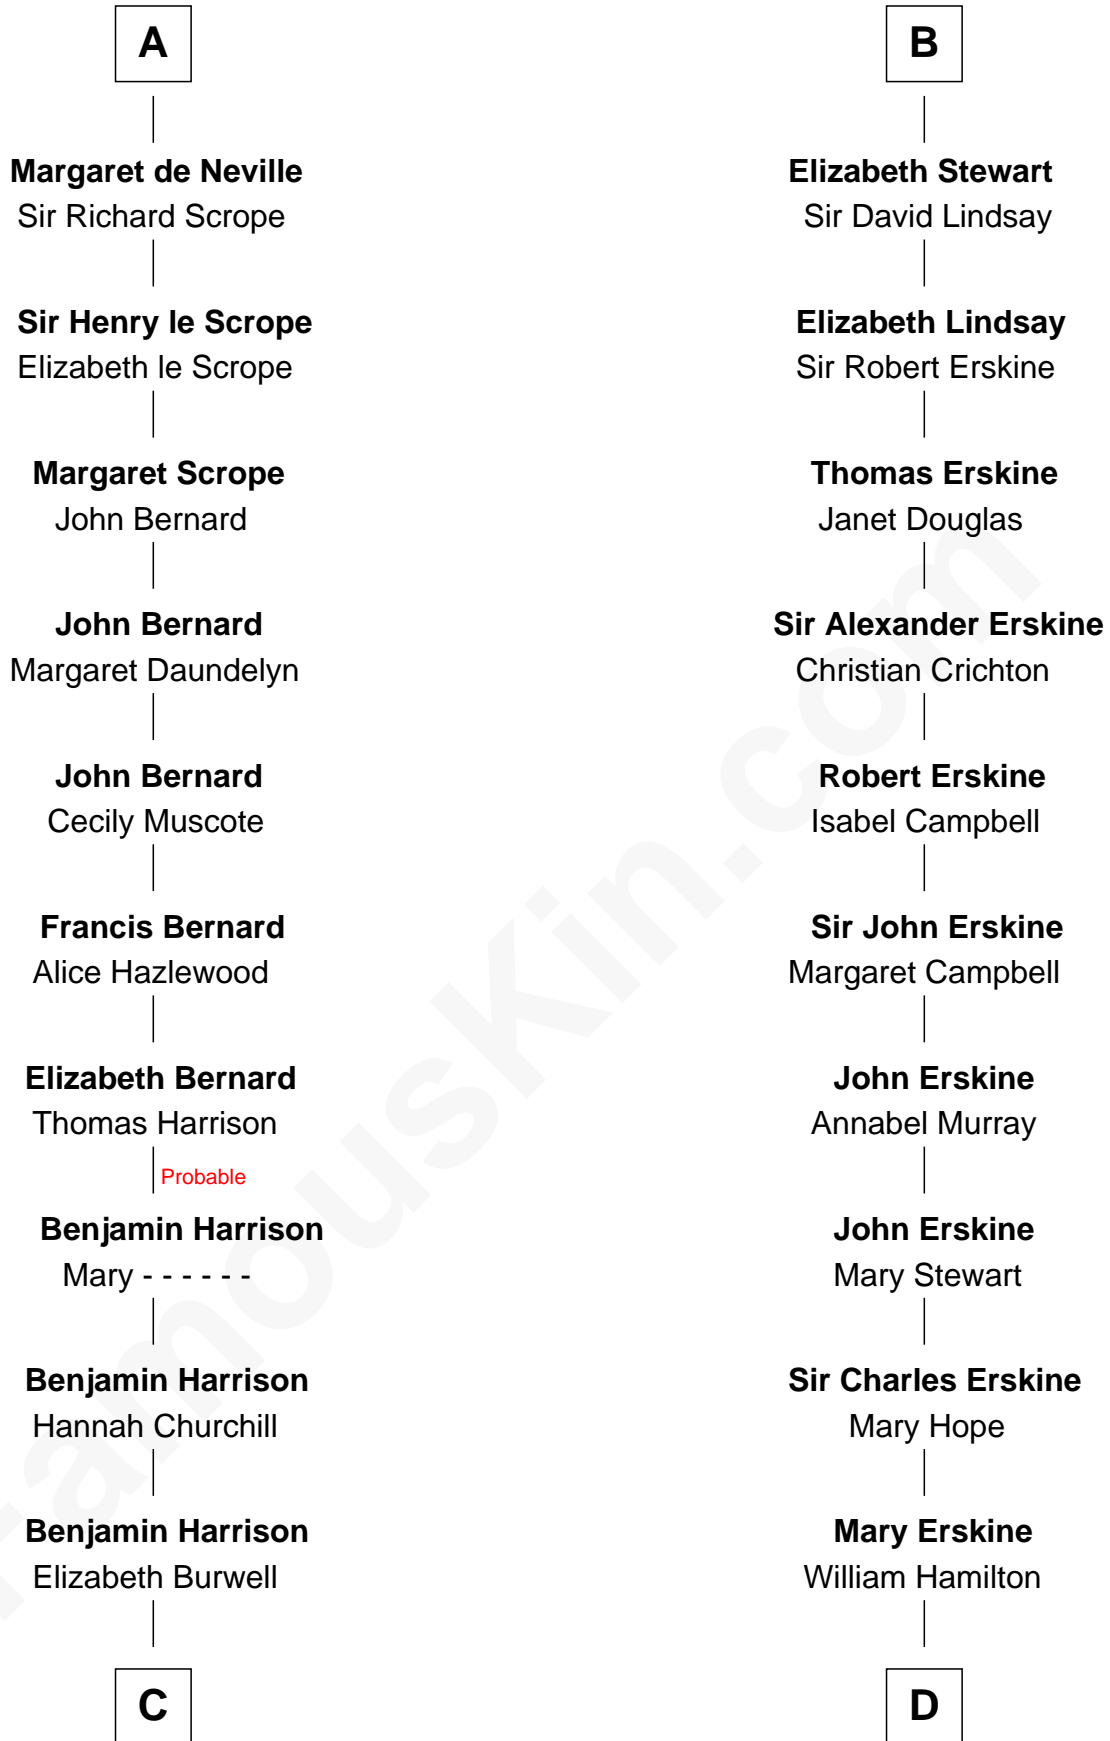 A
B
Margaret de Neville
Sir Richard Scrope
Elizabeth Stewart
Sir David Lindsay
Sir Henry le Scrope
Elizabeth le Scrope
Elizabeth Lindsay
Sir Robert Erskine
Margaret Scrope
John Bernard
Thomas Erskine
Janet Douglas
John Bernard
Margaret Daundelyn
Sir Alexander Erskine
Christian Crichton
John Bernard
Cecily Muscote
Robert Erskine
Isabel Campbell
Francis Bernard
Alice Hazlewood
Sir John Erskine
Margaret Campbell
Elizabeth Bernard
Thomas Harrison
Probable
John Erskine
Annabel Murray
Benjamin Harrison
Mary - - - - - -
John Erskine
Mary Stewart
Benjamin Harrison
Hannah Churchill
Sir Charles Erskine
Mary Hope
Benjamin Harrison
Elizabeth Burwell
Mary Erskine
William Hamilton
C
D
FamousKin.com